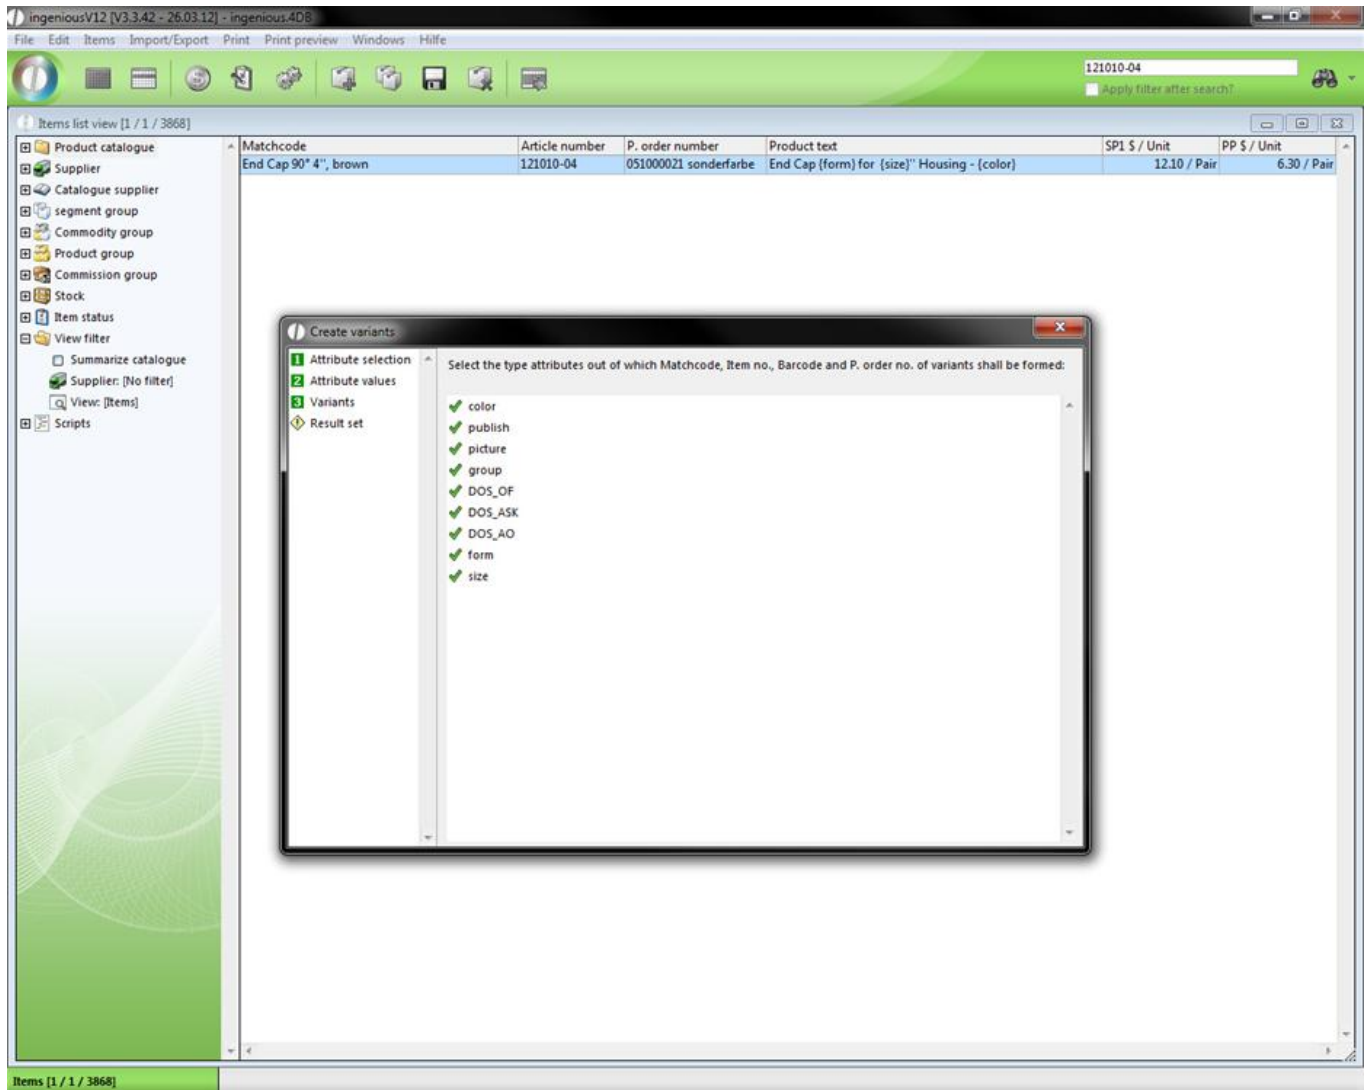 ingeniousV12 [V3.3.42 - 26.03.12] - ingenious.4DB
File Edit Items Import/Export Print Print preview Windows Hilfe
121010-04
Apply filter after search?
Items list view [1 / 1 / 3868]
Product catalogue
Supplier
Catalogue supplier
segment group
Commodity group
Product group
Commission group
Stock
Item status
View filter
Summarize catalogue
Supplier: [No filter]
View: [Items]
Scripts
Matchcode Article number P. order number Product text SP1 $ / Unit PP $ / Unit
End Cap 90° 4'', brown 121010-04 051000021 sonderfarbe End Cap {form} for {size}'' Housing - {color} 12.10 / Pair 6.30 / Pair
Create variants
1 Attribute selection
2 Attribute values
3 Variants
Result set
Select the type attributes out of which Matchcode, Item no., Barcode and P. order no. of variants shall be formed:
color
publish
picture
group
DOS_OF
DOS_ASK
DOS_AO
form
size
Items [1 / 1 / 3868]